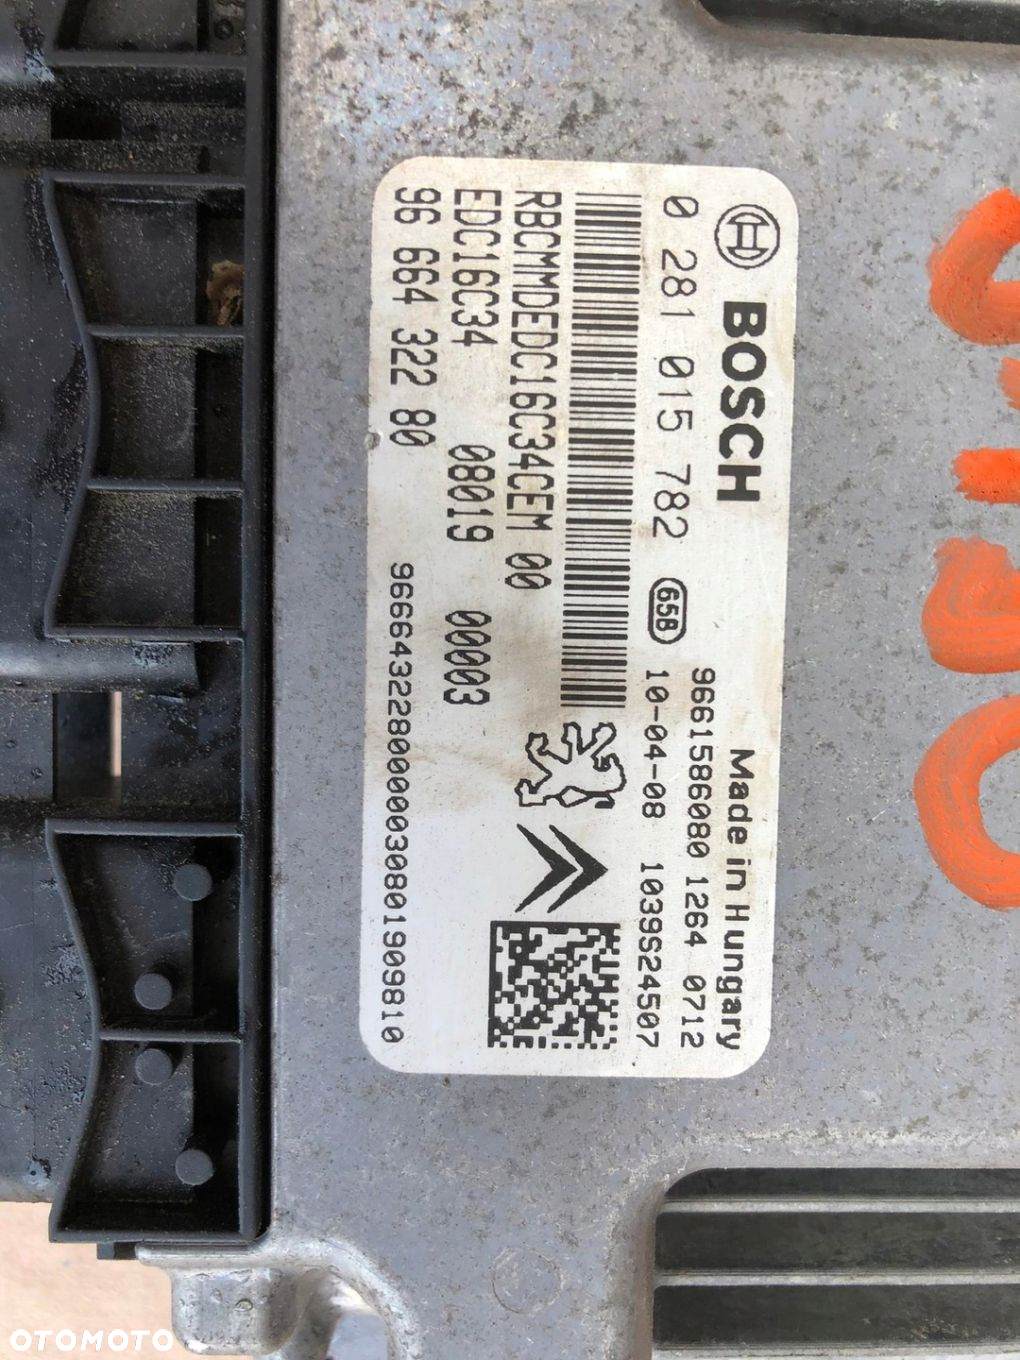 BOSCH
Made in Hungary
0 281 015 782
9661586080 1264 0712
65B
10-04-08
1039S24507
RBCMMDEDC16C34CEM 00
EDC16C34
08019
00003
96 664 322 80
9666432280000030801909810
OTOMOTO